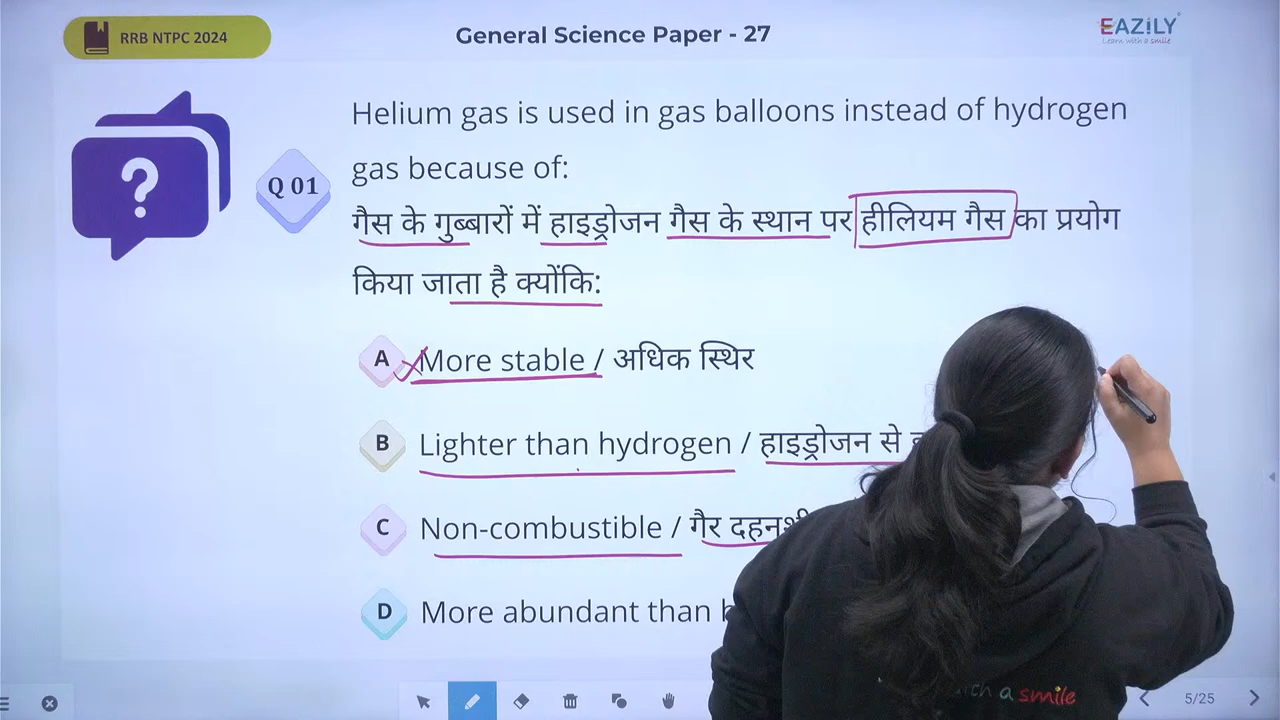 RRB NTPC 2024
General Science Paper - 27
EAZILY
Learn with a smile
Helium gas is used in gas balloons instead of hydrogen
Q 01
gas because of:
गैस के गुब्बारों में हाइड्रोजन गैस के स्थान पर हीलियम गैस का प्रयोग
किया जाता है क्योंकि:
A More stable / अधिक स्थिर
B Lighter than hydrogen / हाइड्रोजन से
C Non-combustible / गैर
D More abundant than
a smile
5/25